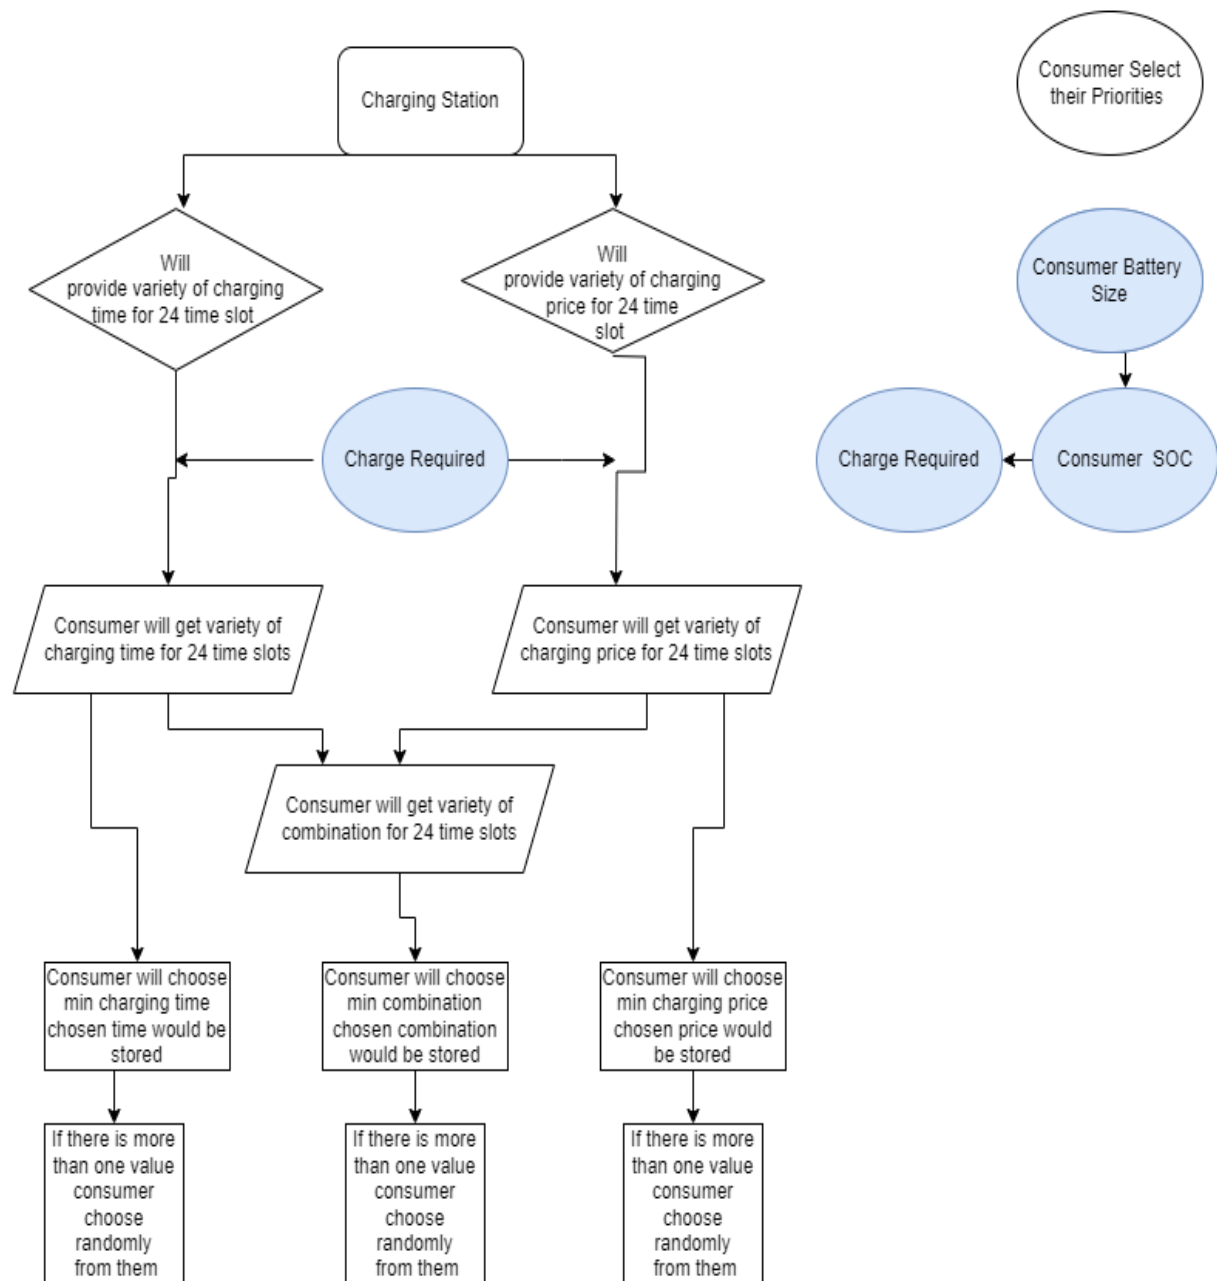 Charging Station
Consumer Select
their Priorities
Will
provide variety of charging
time for 24 time slot
Will
provide variety of charging
price for 24 time
slot
Consumer Battery
Size
Charge Required
Charge Required
Consumer SOC
Consumer will get variety of
charging time for 24 time slots
Consumer will get variety of
charging price for 24 time slots
Consumer will get variety of
combination for 24 time slots
Consumer will choose
min charging time
chosen time would be
stored
Consumer will choose
min combination
chosen combination
would be stored
Consumer will choose
min charging price
chosen price would
be stored
If there is more
than one value
consumer
choose
randomly
from them
If there is more
than one value
consumer
choose
randomly
from them
If there is more
than one value
consumer
choose
randomly
from them